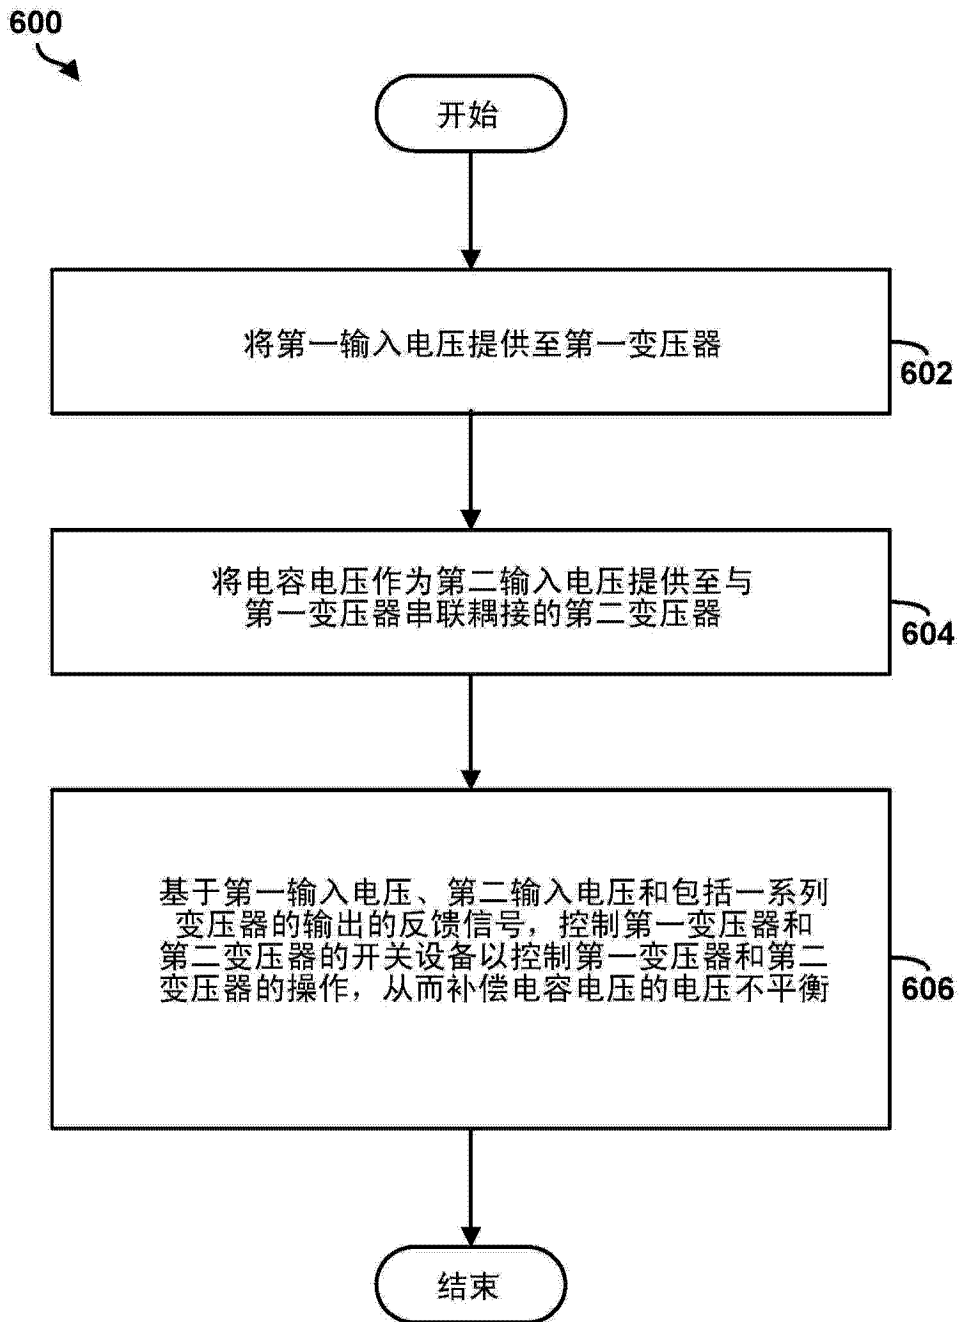 600
开始
将第一输入电压提供至第一变压器
602
将电容电压作为第二输入电压提供至与
第一变压器串联耦接的第二变压器
604
基于第一输入电压、第二输入电压和包括一系列
变压器的输出的反馈信号，控制第一变压器和
第二变压器的开关设备以控制第一变压器和第二
变压器的操作，从而补偿电容电压的电压不平衡
606
结束